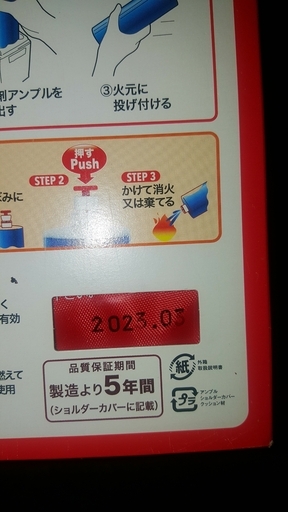 剤アンプルを
出す
③火元に
投げ付ける
押す
Push
STEP 2
STEP 3
かけて消火
又は棄てる
みに
く
有効
2023.03
品質保証期間
製造より5年間
(ショルダーカバーに記載)
燃えて
使用
紙
外箱
取扱説明書
プラ
アンプル
ショルダーカバー
クッション材